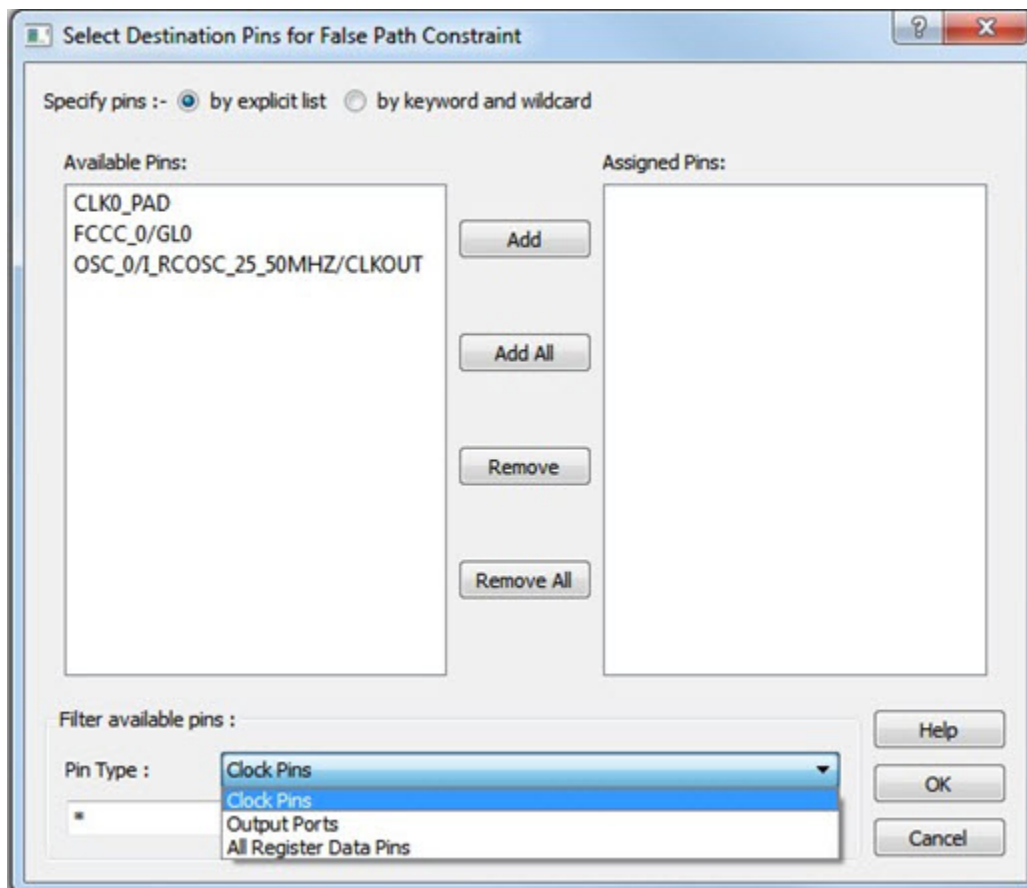 Select Destination Pins for False Path Constraint
Specify pins :- by explicit list by keyword and wildcard
Available Pins:
Assigned Pins:
CLK0_PAD
FCCC_0/GL0
OSC_0/I_RCOSC_25_50MHZ/CLKOUT
Add
Add All
Remove
Remove All
Filter available pins :
Pin Type :
Clock Pins
Clock Pins
Output Ports
All Register Data Pins
*
Help
OK
Cancel